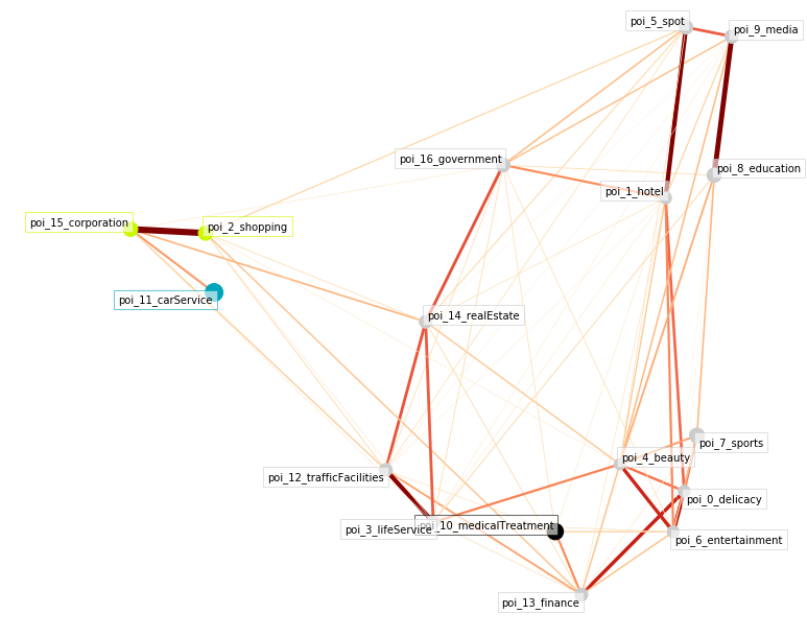 poi_5_spot
poi_9_media
poi_16_government
poi_8_education
poi_1_hotel
poi_15_corporation
poi_2_shopping
poi_11_carService
poi_14_realEstate
poi_7_sports
poi_4_beauty
poi_12_trafficFacilities
poi_0_delicacy
poi_3_lifeService
poi_10_medicalTreatment
poi_6_entertainment
poi_13_finance